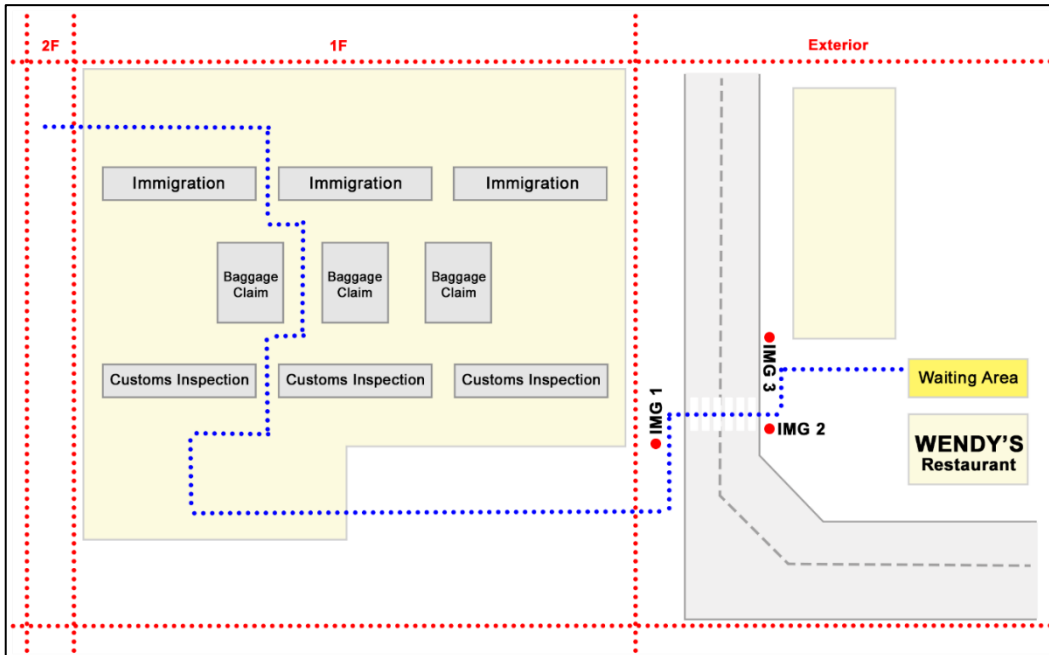 2F
1F
Exterior
Immigration
Immigration
Immigration
Baggage
Claim
Baggage
Claim
Baggage
Claim
Customs Inspection
Customs Inspection
Customs Inspection
IMG 1
IMG 3
IMG 2
Waiting Area
WENDY'S
Restaurant